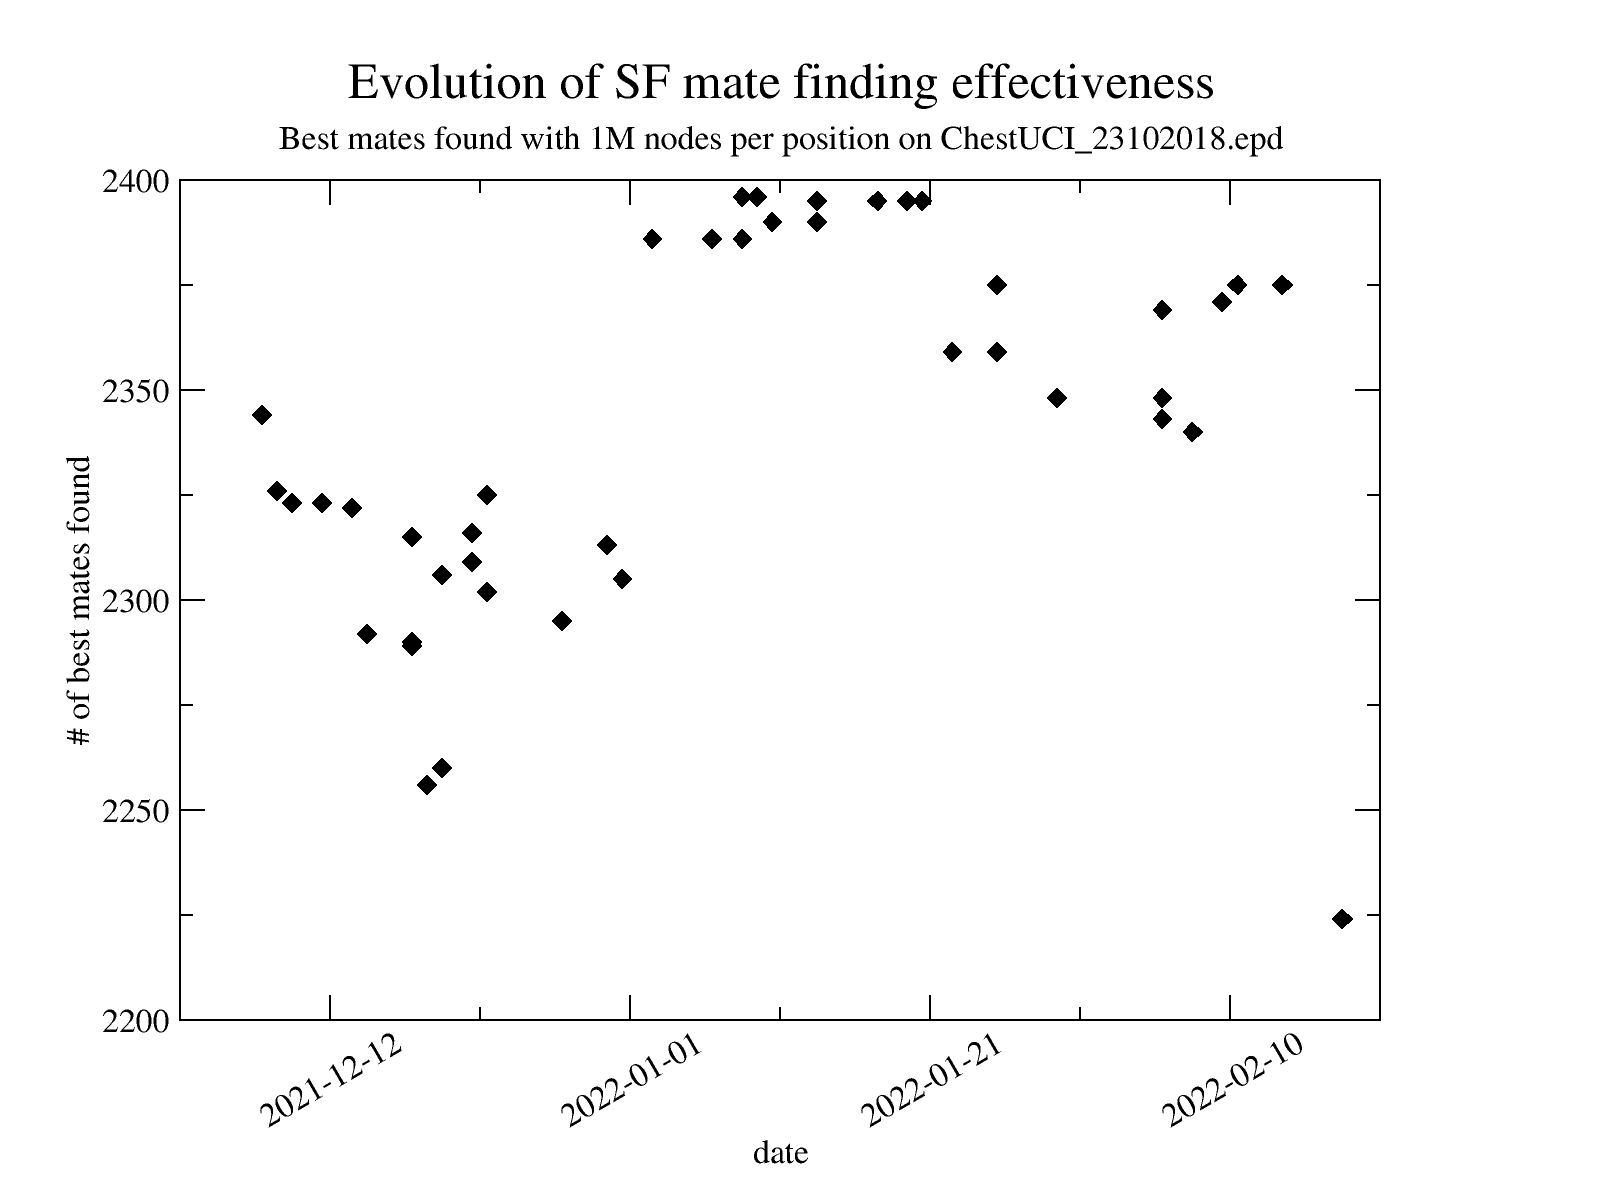 Evolution of SF mate finding effectiveness
Best mates found with 1M nodes per position on ChestUCI_23102018.epd
2400
2350
2300
2250
2200
# of best mates found
2021-12-12
2022-01-01
2022-01-21
2022-02-10
date